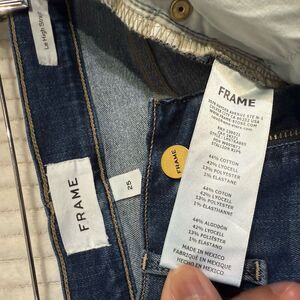 Le High Straight
FRAME
25
FRAME
FRAME
44% COTTON
42% LYOCELL
13% POLYESTER
1% ELASTANE
44% COTON
42% LYOCELL
13% POLYESTER
1% ELASTHANNE
44% ALGODÓN
42% LYOCELL
13% POLYESTER
1% ELASTANO
MADE IN MEXICO
FABRIQUE EN MEXIQUE
HECHO EN MEXICO